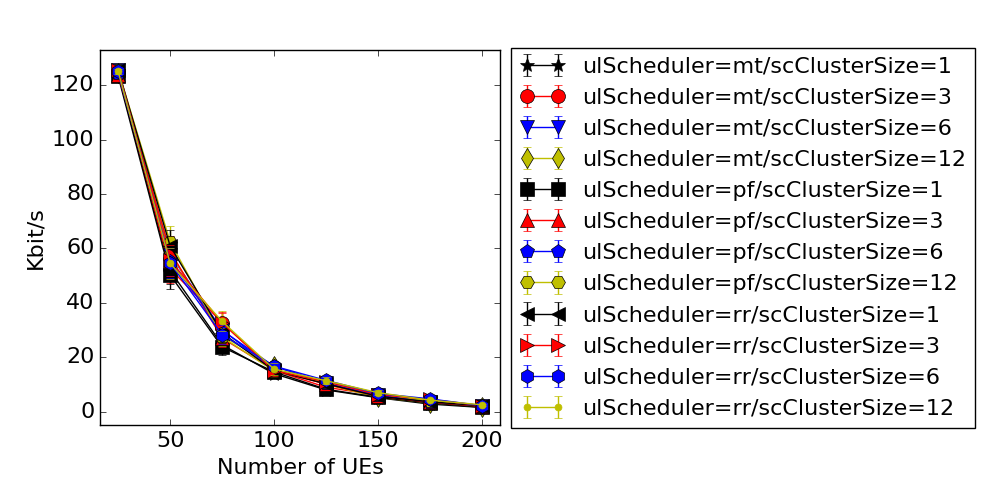 120
100
80
60
40
20
0
Kbit/s
50
100
150
200
Number of UEs
ulScheduler=mt/scClusterSize=1
ulScheduler=mt/scClusterSize=3
ulScheduler=mt/scClusterSize=6
ulScheduler=mt/scClusterSize=12
ulScheduler=pf/scClusterSize=1
ulScheduler=pf/scClusterSize=3
ulScheduler=pf/scClusterSize=6
ulScheduler=pf/scClusterSize=12
ulScheduler=rr/scClusterSize=1
ulScheduler=rr/scClusterSize=3
ulScheduler=rr/scClusterSize=6
ulScheduler=rr/scClusterSize=12